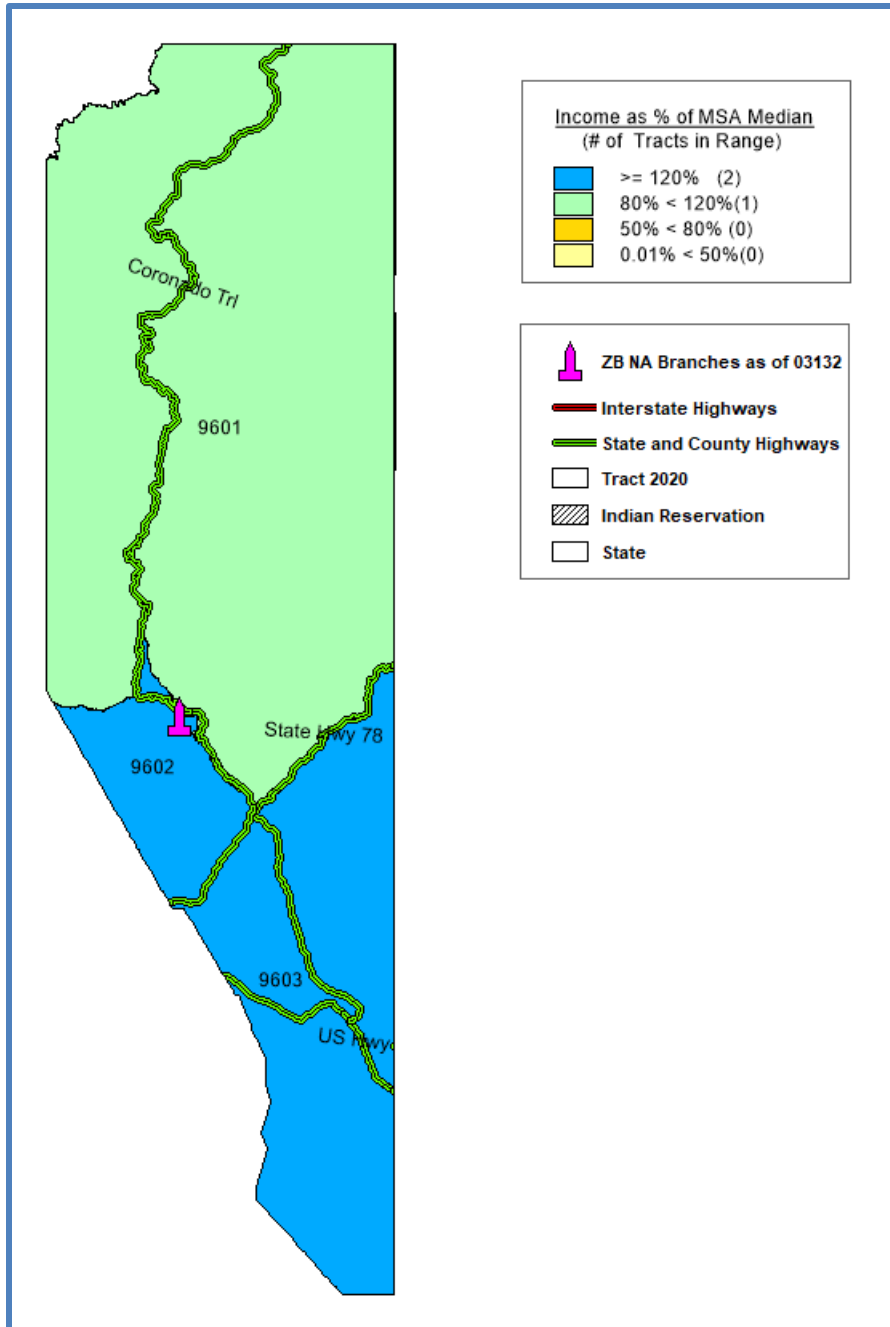 Income as % of MSA Median
(# of Tracts in Range)
>= 120% (2)
80% < 120%(1)
50% < 80% (0)
0.01% < 50%(0)
ZB NA Branches as of 03132
Interstate Highways
State and County Highways
Tract 2020
Indian Reservation
State
Coronado Trl
9601
State Hwy 78
9602
9603
US Hwy